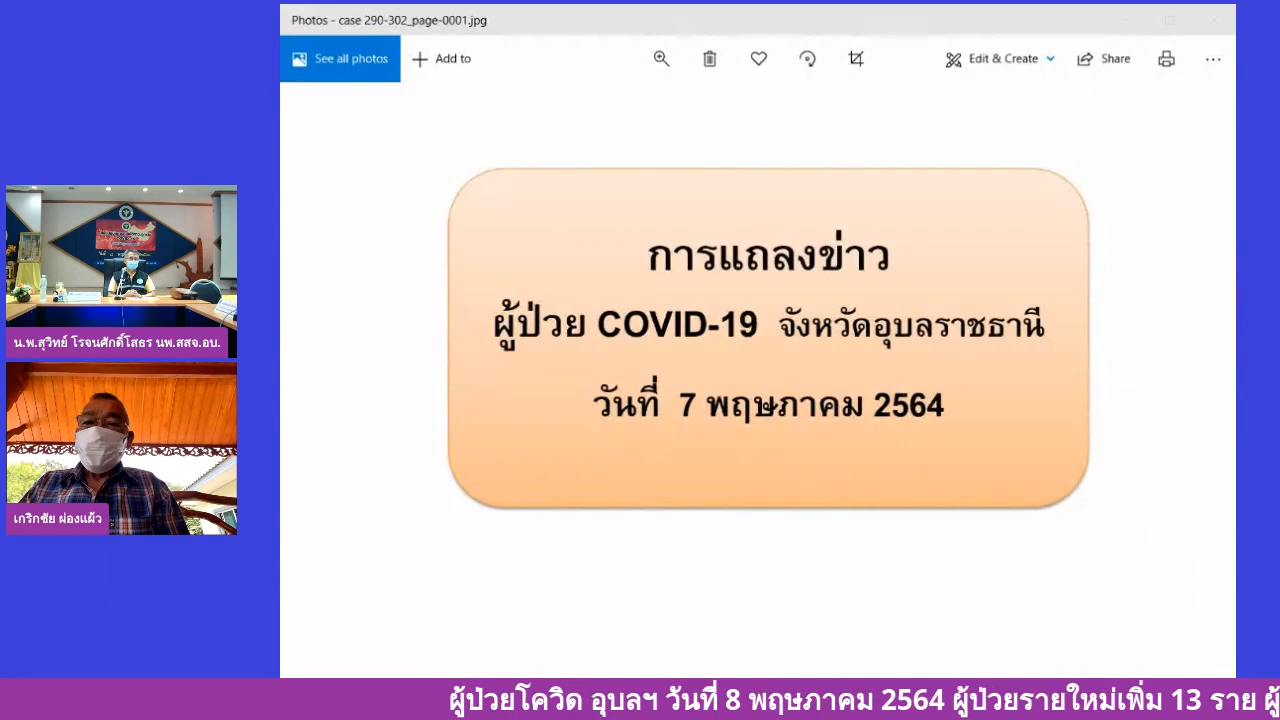 Photos - case 290-302_page-0001.jpg
See all photos
Add to
Edit & Create
Share
การแถลงข่าว
ผู้ป่วย COVID-19 จังหวัดอุบลราชธานี
วันที่ 7 พฤษภาคม 2564
น.พ.สุวิทย์ โรจนศักดิ์โสธร นพ.สสจ.อบ.
เกริกชัย ผ่องแผ้ว
ผู้ป่วยโควิด อุบลฯ วันที่ 8 พฤษภาคม 2564 ผู้ป่วยรายใหม่เพิ่ม 13 ราย ผู้